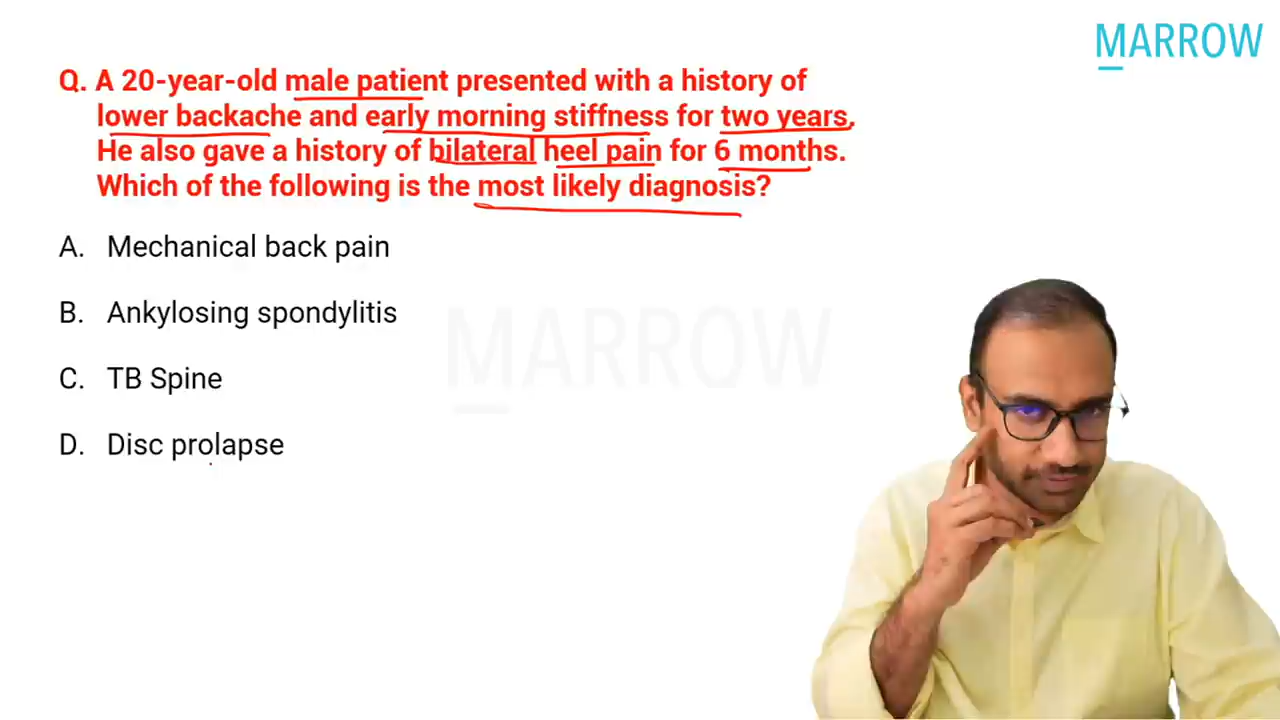 MARROW
Q. A 20-year-old male patient presented with a history of
lower backache and early morning stiffness for two years.
He also gave a history of bilateral heel pain for 6 months.
Which of the following is the most likely diagnosis?
A. Mechanical back pain
B. Ankylosing spondylitis
MARROW
C. TB Spine
D. Disc prolapse